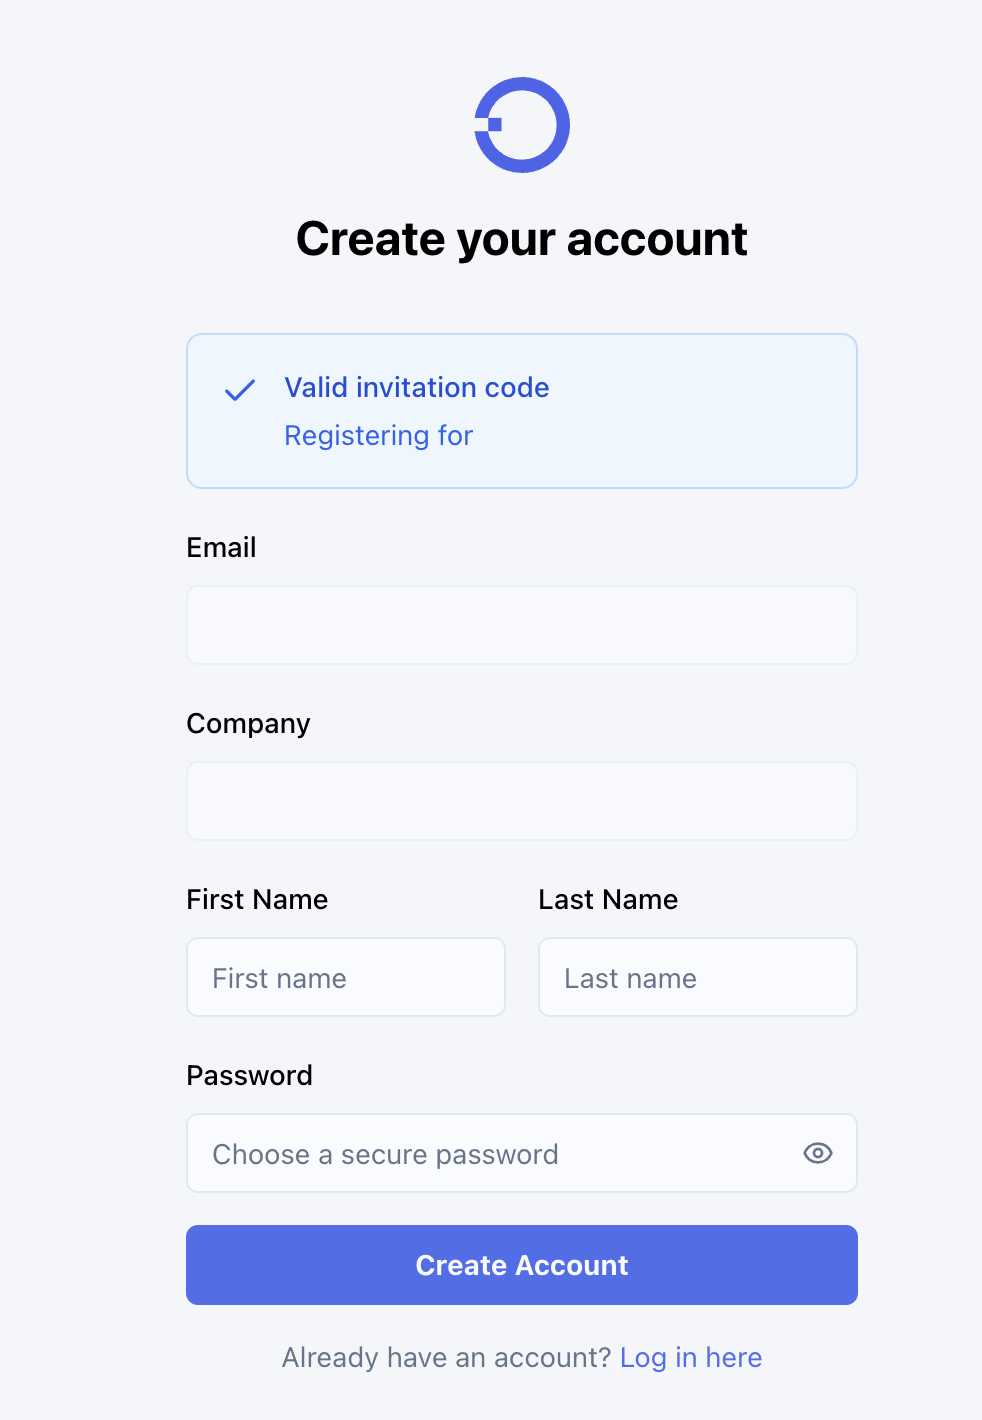 Create your account
Valid invitation code
Registering for
Email
Company
First Name
Last Name
First name
Last name
Password
Choose a secure password
Create Account
Already have an account? Log in here